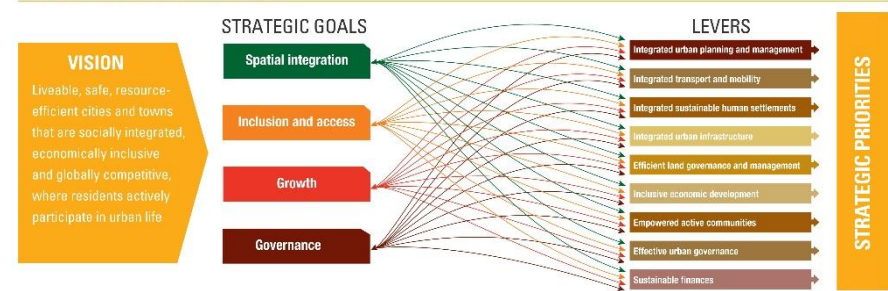 STRATEGIC GOALS
LEVERS
VISION
Liveable, safe, resource-
efficient cities and towns
that are socially integrated,
economically inclusive
and globally competitive,
where residents actively
participate in urban life
Spatial integration
Inclusion and access
Growth
Governance
Integrated urban planning and management
Integrated transport and mobility
Integrated sustainable human settlements
Integrated urban infrastructure
Efficient land governance and management
Inclusive economic development
Empowered active communities
Effective urban governance
Sustainable finances
STRATEGIC PRIORITIES